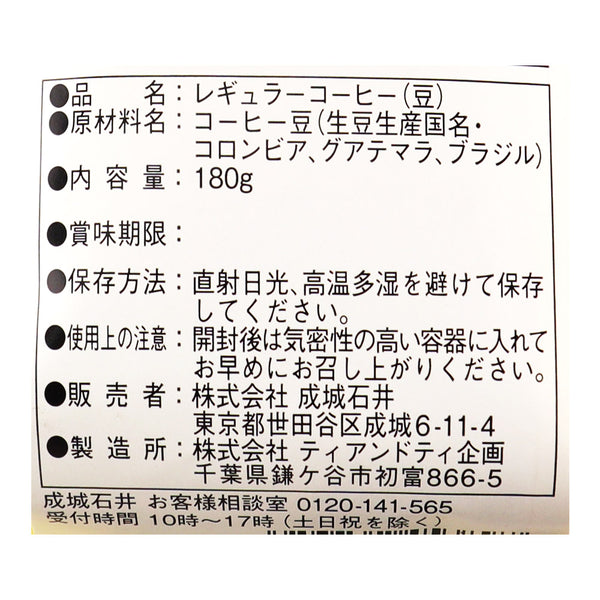 ●品　　名：レギュラーコーヒー（豆）
●原材料名：コーヒー豆（生豆生産国名・
コロンビア、グアテマラ、ブラジル）
●内 容 量：180g
●賞味期限：
●保存方法：直射日光、高温多湿を避けて保存
してください。
●使用上の注意：開封後は気密性の高い容器に入れて
お早めにお召し上がりください。
●販 売 者：株式会社 成城石井
東京都世田谷区成城6-11-4
●製 造 所：株式会社 ティアンドティ企画
千葉県鎌ケ谷市初富866-5
成城石井 お客様相談室 0120-141-565
受付時間 10時～17時（土日祝を除く）